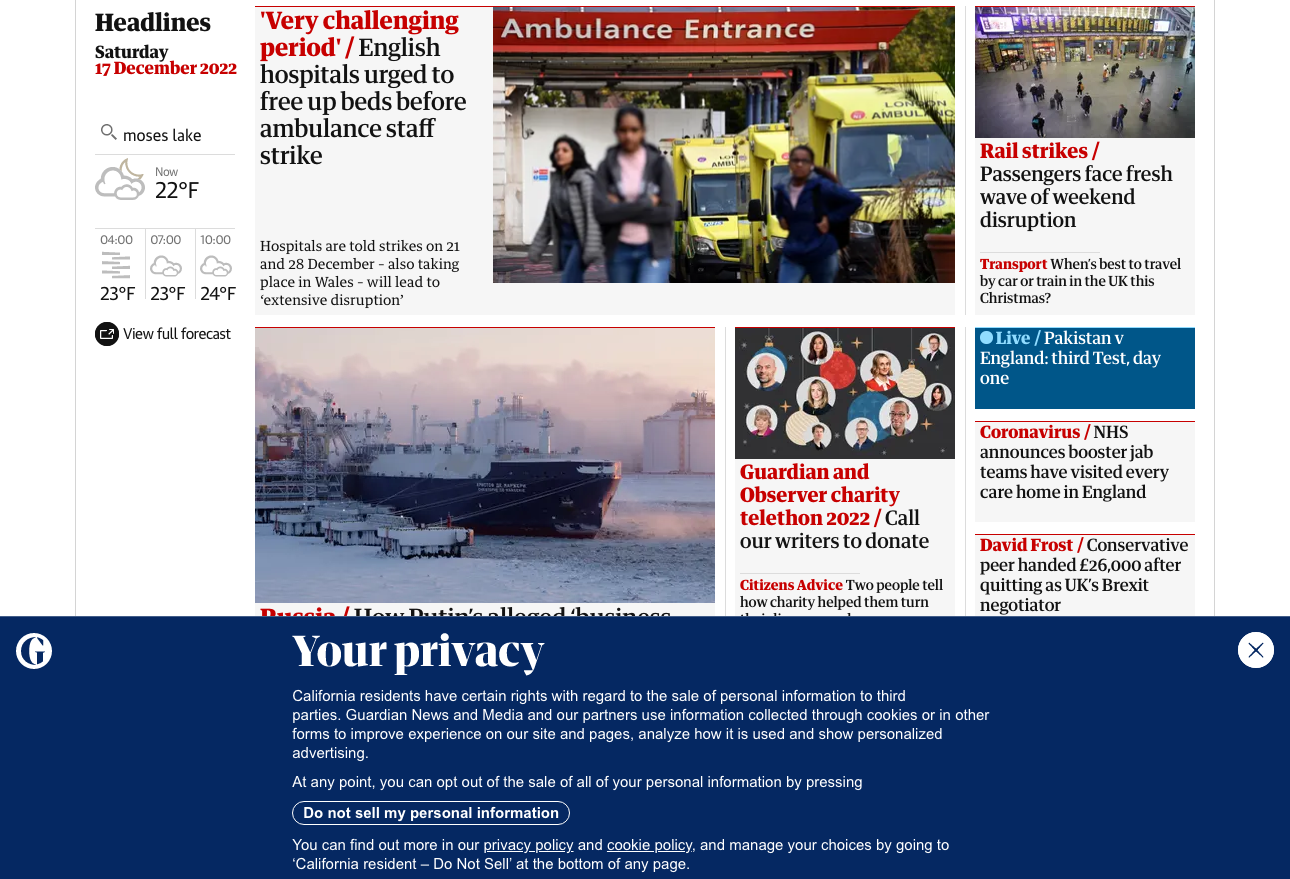 Headlines
Saturday
17 December 2022
moses lake
Now
22°F
04:00
07:00
10:00
23°F
23°F
24°F
View full forecast
'Very challenging
period' / English
hospitals urged to
free up beds before
ambulance staff
strike
Hospitals are told strikes on 21
and 28 December – also taking
place in Wales – will lead to
‘extensive disruption’
Ambulance Entrance
LONDON
AMBULANC
Rail strikes /
Passengers face fresh
wave of weekend
disruption
Transport When’s best to travel
by car or train in the UK this
Christmas?
Russia / How Putin’s alleged ‘business
Guardian and
Observer charity
telethon 2022 / Call
our writers to donate
Citizens Advice Two people tell
how charity helped them turn
Live / Pakistan v
England: third Test, day
one
Coronavirus / NHS
announces booster jab
teams have visited every
care home in England
David Frost / Conservative
peer handed £26,000 after
quitting as UK’s Brexit
negotiator
G
Your privacy
California residents have certain rights with regard to the sale of personal information to third
parties. Guardian News and Media and our partners use information collected through cookies or in other
forms to improve experience on our site and pages, analyze how it is used and show personalized
advertising.
At any point, you can opt out of the sale of all of your personal information by pressing
Do not sell my personal information
You can find out more in our privacy policy and cookie policy, and manage your choices by going to
‘California resident – Do Not Sell’ at the bottom of any page.